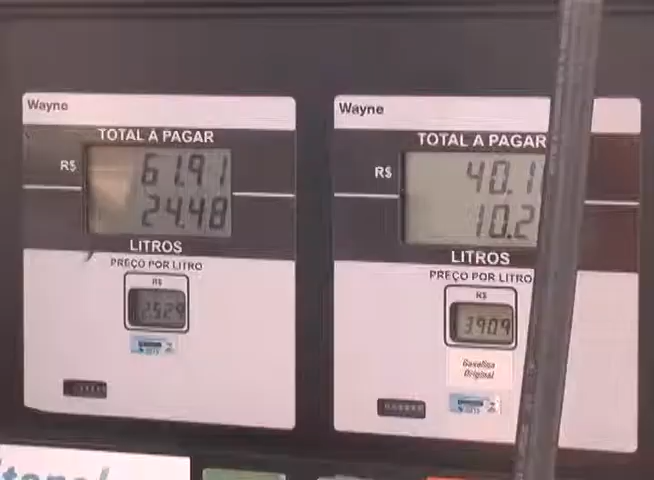 Wayne
TOTAL A PAGAR
R$ 61.91
24.48
LITROS
PREÇO POR LITRO
R$
2.529
Wayne
TOTAL A PAGAR
R$ 40.1
10.2
LITROS
PREÇO POR LITRO
R$
3.909
Gasolina
Original